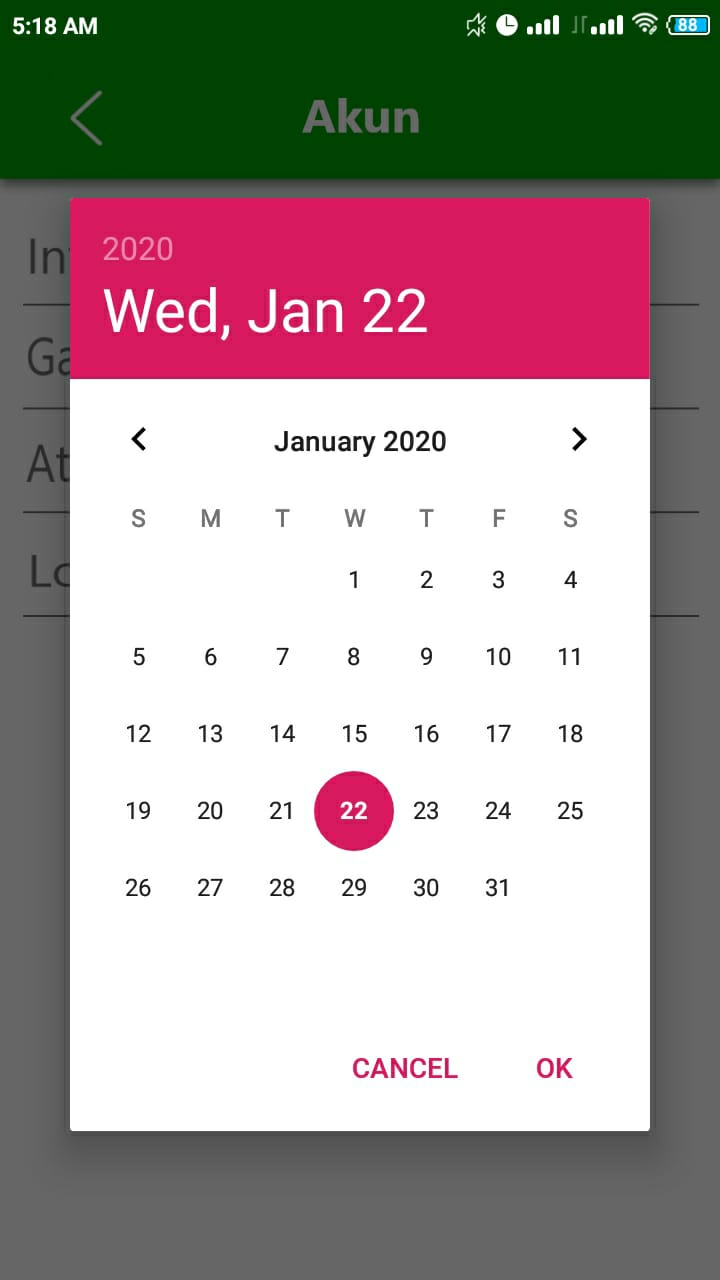 5:18 AM 88
Akun
2020
Wed, Jan 22
January 2020
S M T W T F S
1 2 3 4
5 6 7 8 9 10 11
12 13 14 15 16 17 18
19 20 21 22 23 24 25
26 27 28 29 30 31
CANCEL OK